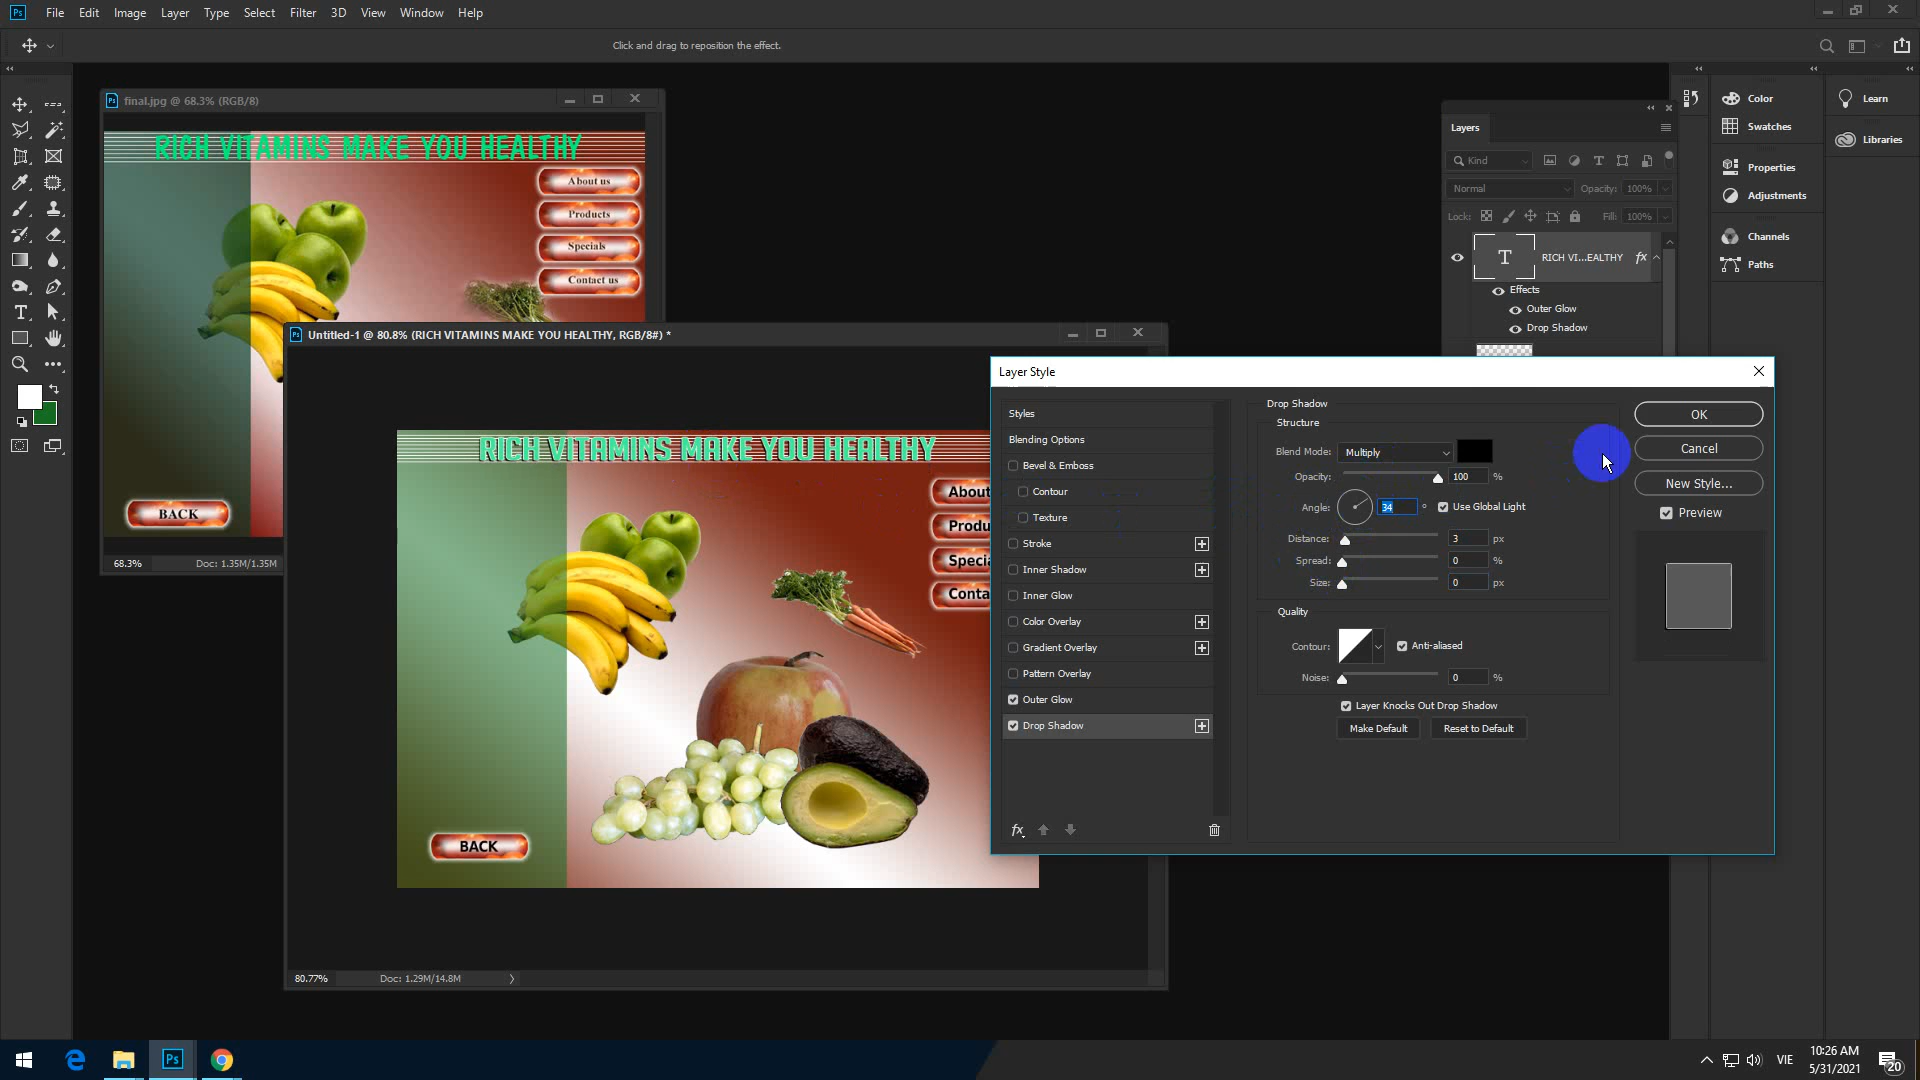 Ps File Edit Image Layer Type Select Filter 3D View Window Help
Click and drag to reposition the effect.
final.jpg @ 68.3% (RGB/8)
RICH VITAMINS MAKE YOU HEALTHY
About us
Products
Specials
Contact us
BACK
68.3% Doc: 1.35M/1.35M
Untitled-1 @ 80.8% (RICH VITAMINS MAKE YOU HEALTHY, RGB/8#) *
RICH VITAMINS MAKE YOU HEALTHY
About
Produ
Specia
Conta
BACK
80.77% Doc: 1.29M/14.8M
Layers
Kind
Normal Opacity: 100%
Lock: Fill: 100%
T RICH VI...EALTHY fx
Effects
Outer Glow
Drop Shadow
Color
Swatches
Properties
Adjustments
Channels
Paths
Learn
Libraries
Layer Style
Styles
Blending Options
Bevel & Emboss
Contour
Texture
Stroke
Inner Shadow
Inner Glow
Color Overlay
Gradient Overlay
Pattern Overlay
Outer Glow
Drop Shadow
fx
Drop Shadow
Structure
Blend Mode: Multiply
Opacity: 100 %
Angle: 34 ° Use Global Light
Distance: 3 px
Spread: 0 %
Size: 0 px
Quality
Contour: Anti-aliased
Noise: 0 %
Layer Knocks Out Drop Shadow
Make Default Reset to Default
OK
Cancel
New Style...
Preview
Ps
VIE
10:26 AM
5/31/2021
20